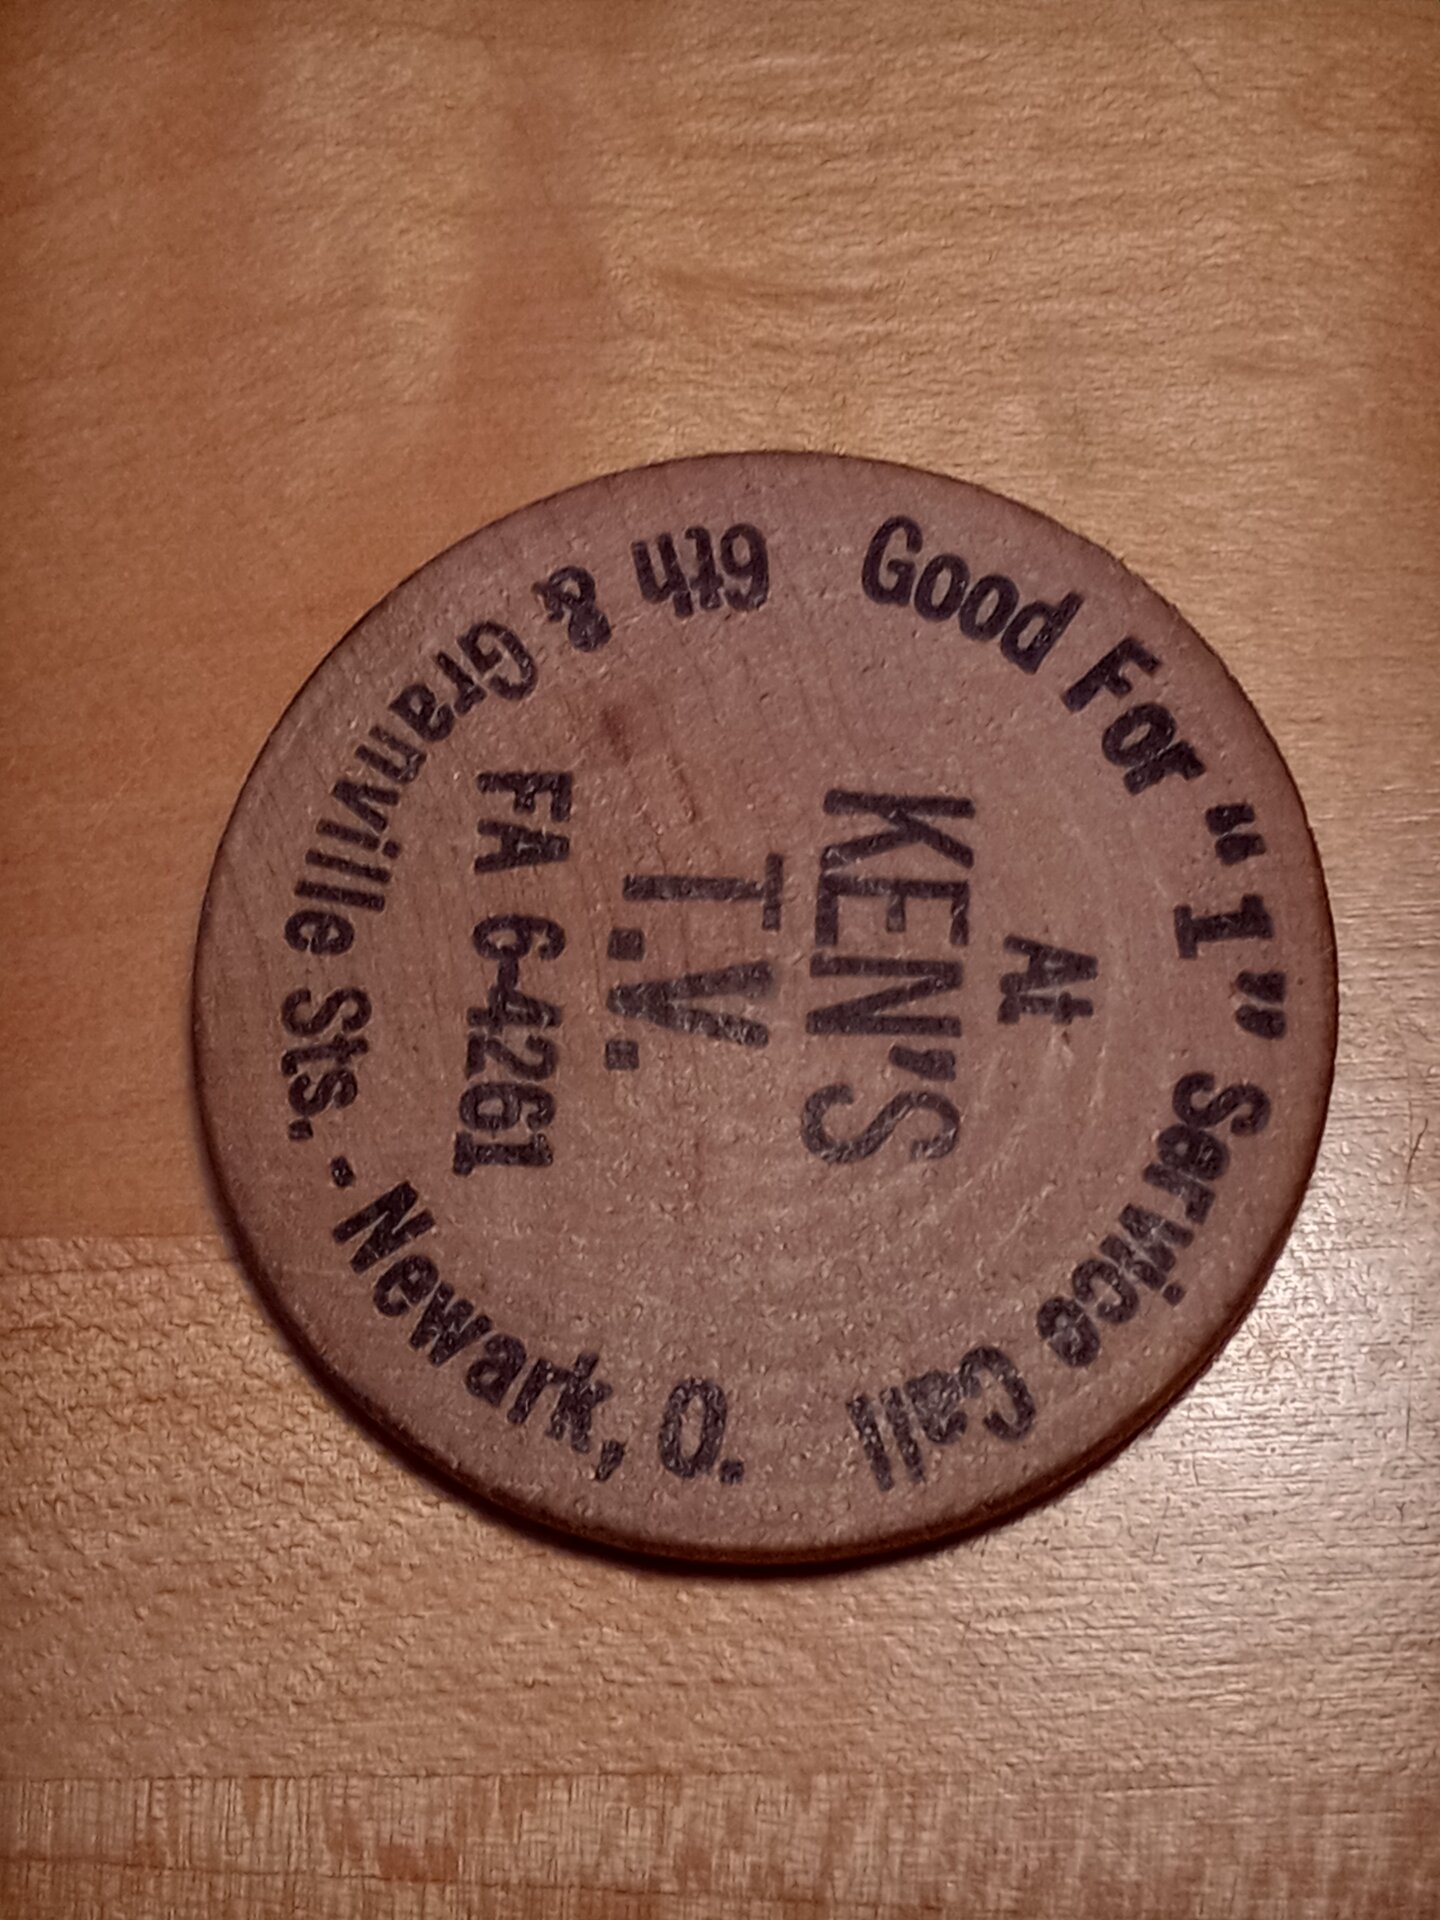 Good For "1" Service Call
At
KEN'S
T.V.
FA 6-4261
6th & Granville Sts. - Newark, O.